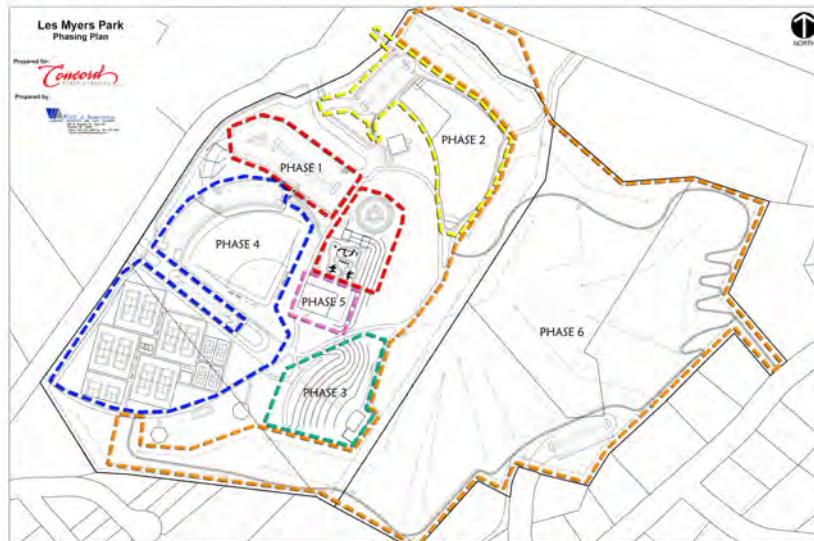 Les Myers Park
Phasing Plan
Prepared for:
Concord
Prepared by:
NORTH
PHASE 1
PHASE 2
PHASE 4
PHASE 5
PHASE 6
PHASE 3